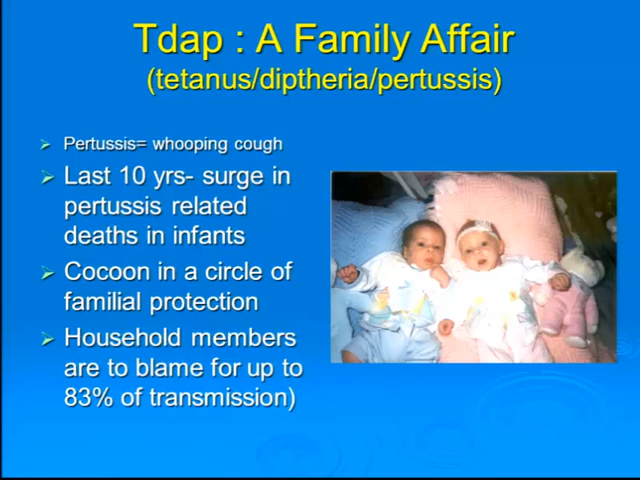 Tdap : A Family Affair
(tetanus/diptheria/pertussis)
Pertussis= whooping cough
Last 10 yrs- surge in
pertussis related
deaths in infants
Cocoon in a circle of
familial protection
Household members
are to blame for up to
83% of transmission)